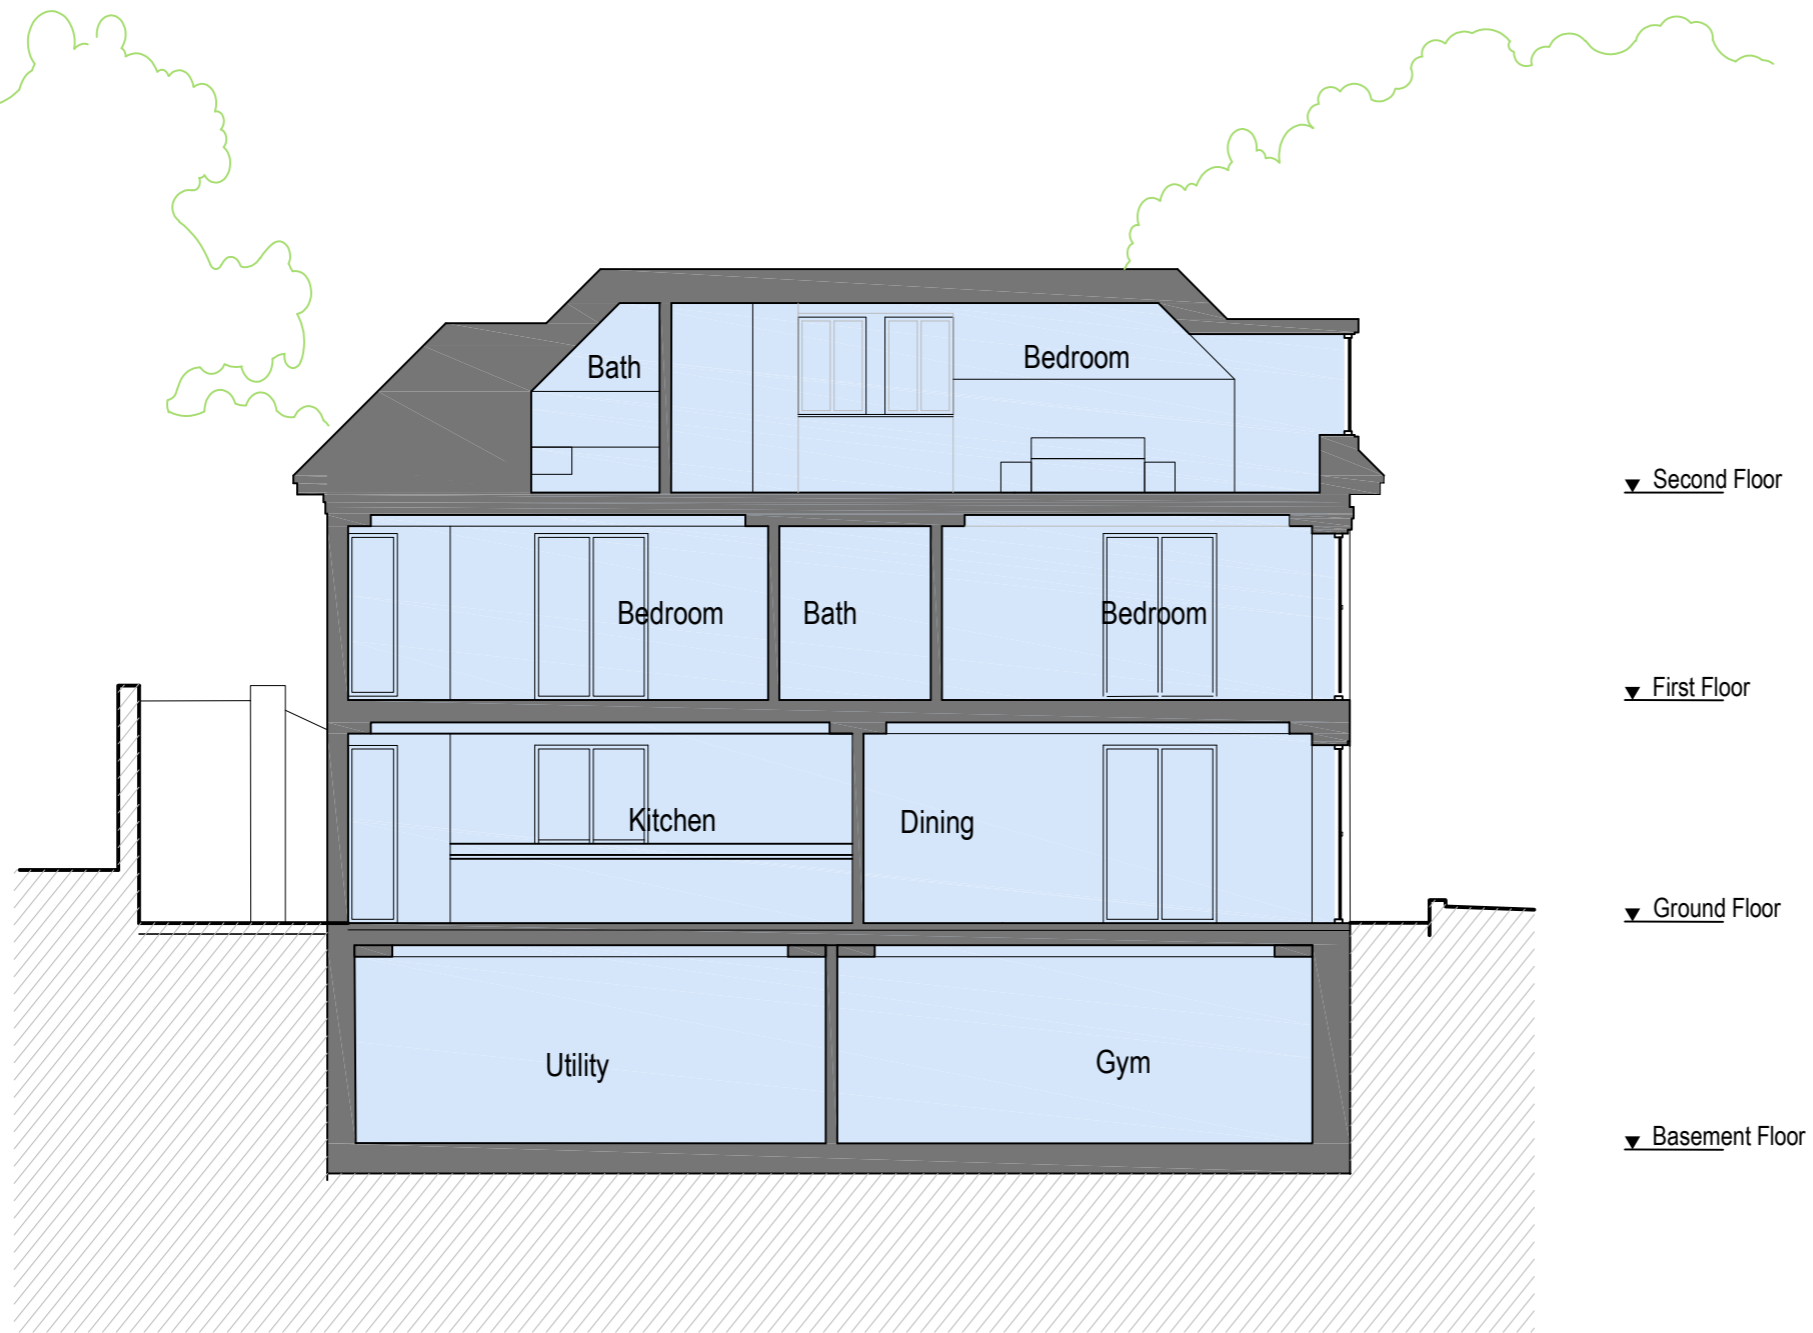 Bath
Bedroom
Second Floor
Bedroom
Bath
Bedroom
First Floor
Kitchen
Dining
Ground Floor
Utility
Gym
Basement Floor